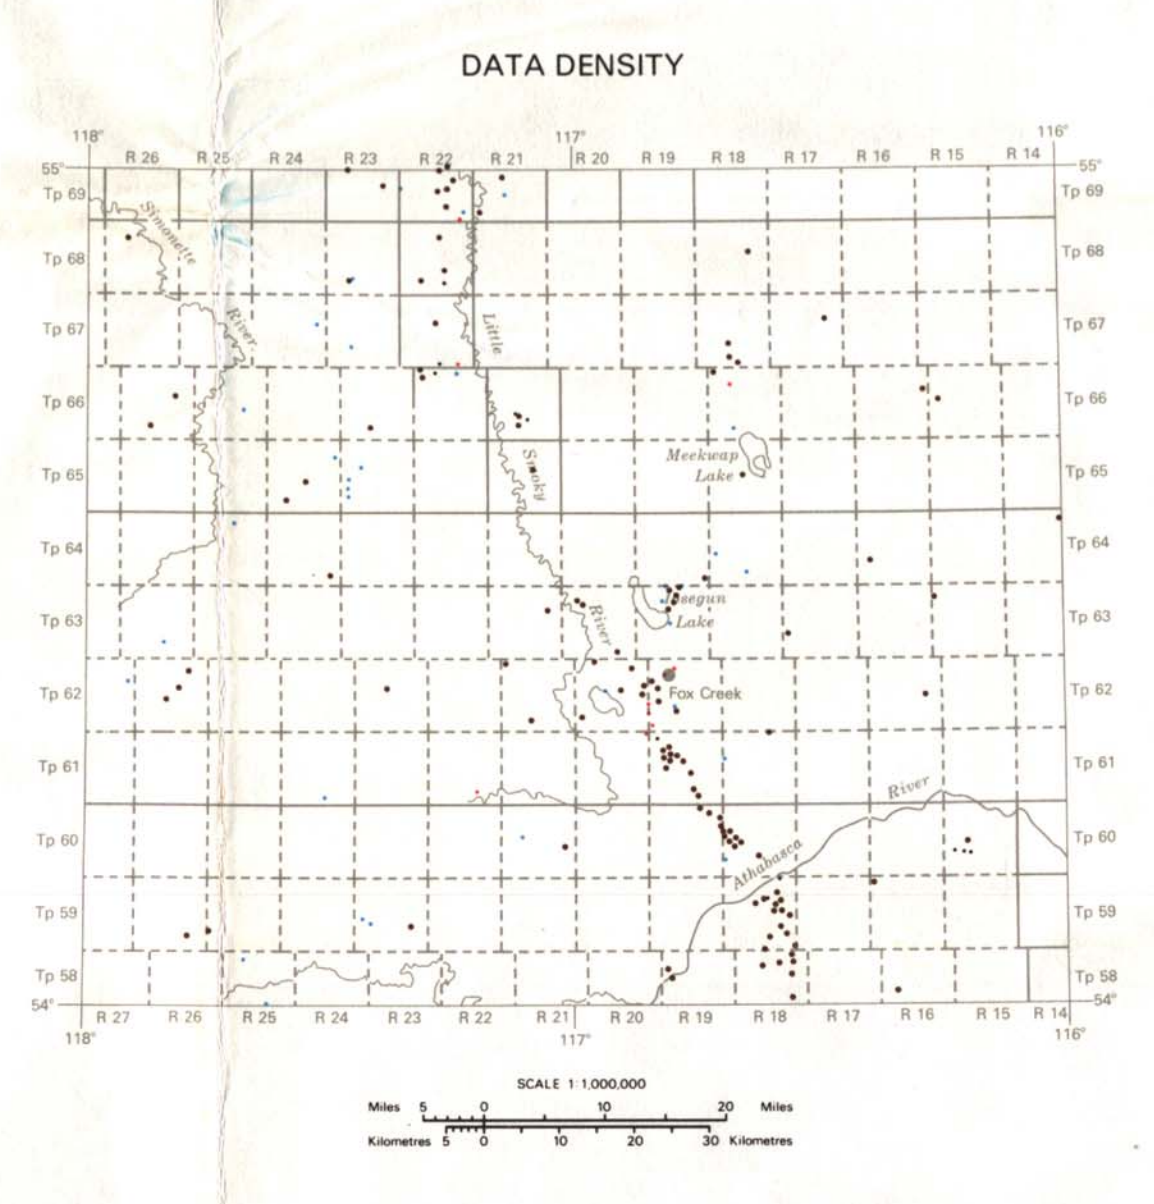 DATA DENSITY
118° 117° 116°
R 26 R 25 R 24 R 23 R 22 R 21 R 20 R 19 R 18 R 17 R 16 R 15 R 14
55° 55°
Tp 69 Tp 69
Simonette
Tp 68 Tp 68
River
Little
Tp 67 Tp 67
Tp 66 Tp 66
Meekwap
Lake
Smoky
Tp 65 Tp 65
Tp 64 Tp 64
Iosegun
Lake
River
Tp 63 Tp 63
Tp 62 Fox Creek Tp 62
Tp 61 Tp 61
River
Tp 60 Tp 60
Athabasca
Tp 59 Tp 59
Tp 58 Tp 58
54° 54°
R 27 R 26 R 25 R 24 R 23 R 22 R 21 R 20 R 19 R 18 R 17 R 16 R 15 R 14
118° 117° 116°
SCALE 1:1,000,000
Miles 5 0 10 20 Miles
Kilometres 5 0 10 20 30 Kilometres